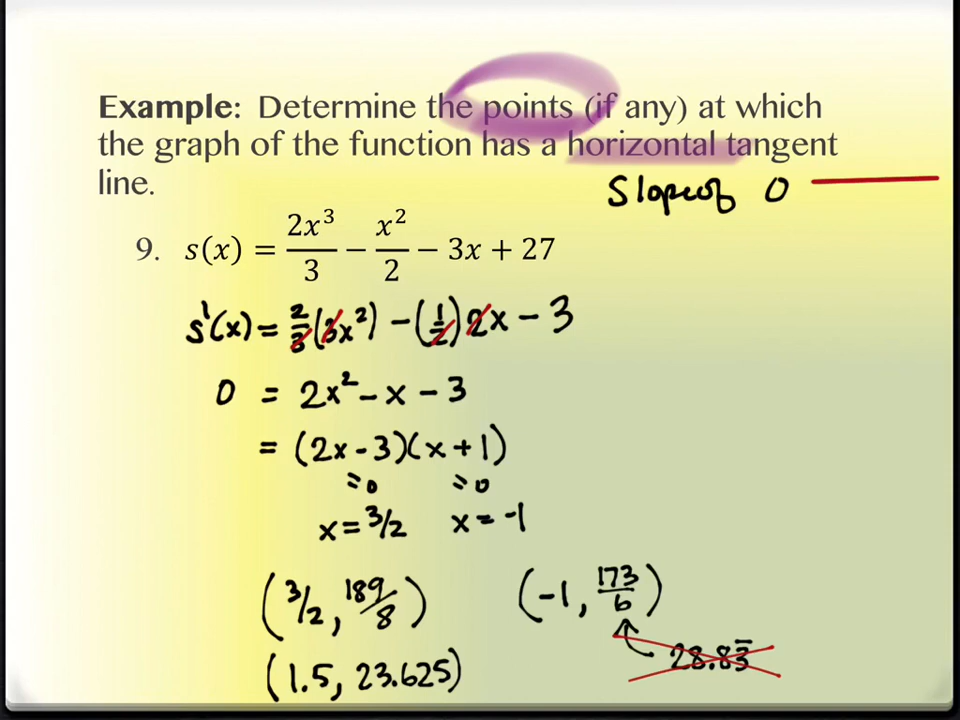 Example: Determine the points (if any) at which
the graph of the function has a horizontal tangent
line.
Slope of 0
9. s(x) = 2x³/3 − x²/2 − 3x + 27
s'(x) = 2/3(3x²) − (1/2)2x − 3
0 = 2x² − x − 3
= (2x − 3)(x + 1)
=0 =0
x = 3/2 x = −1
(3/2, 189/8) (−1, 173/6)
(1.5, 23.625) 28.83̅